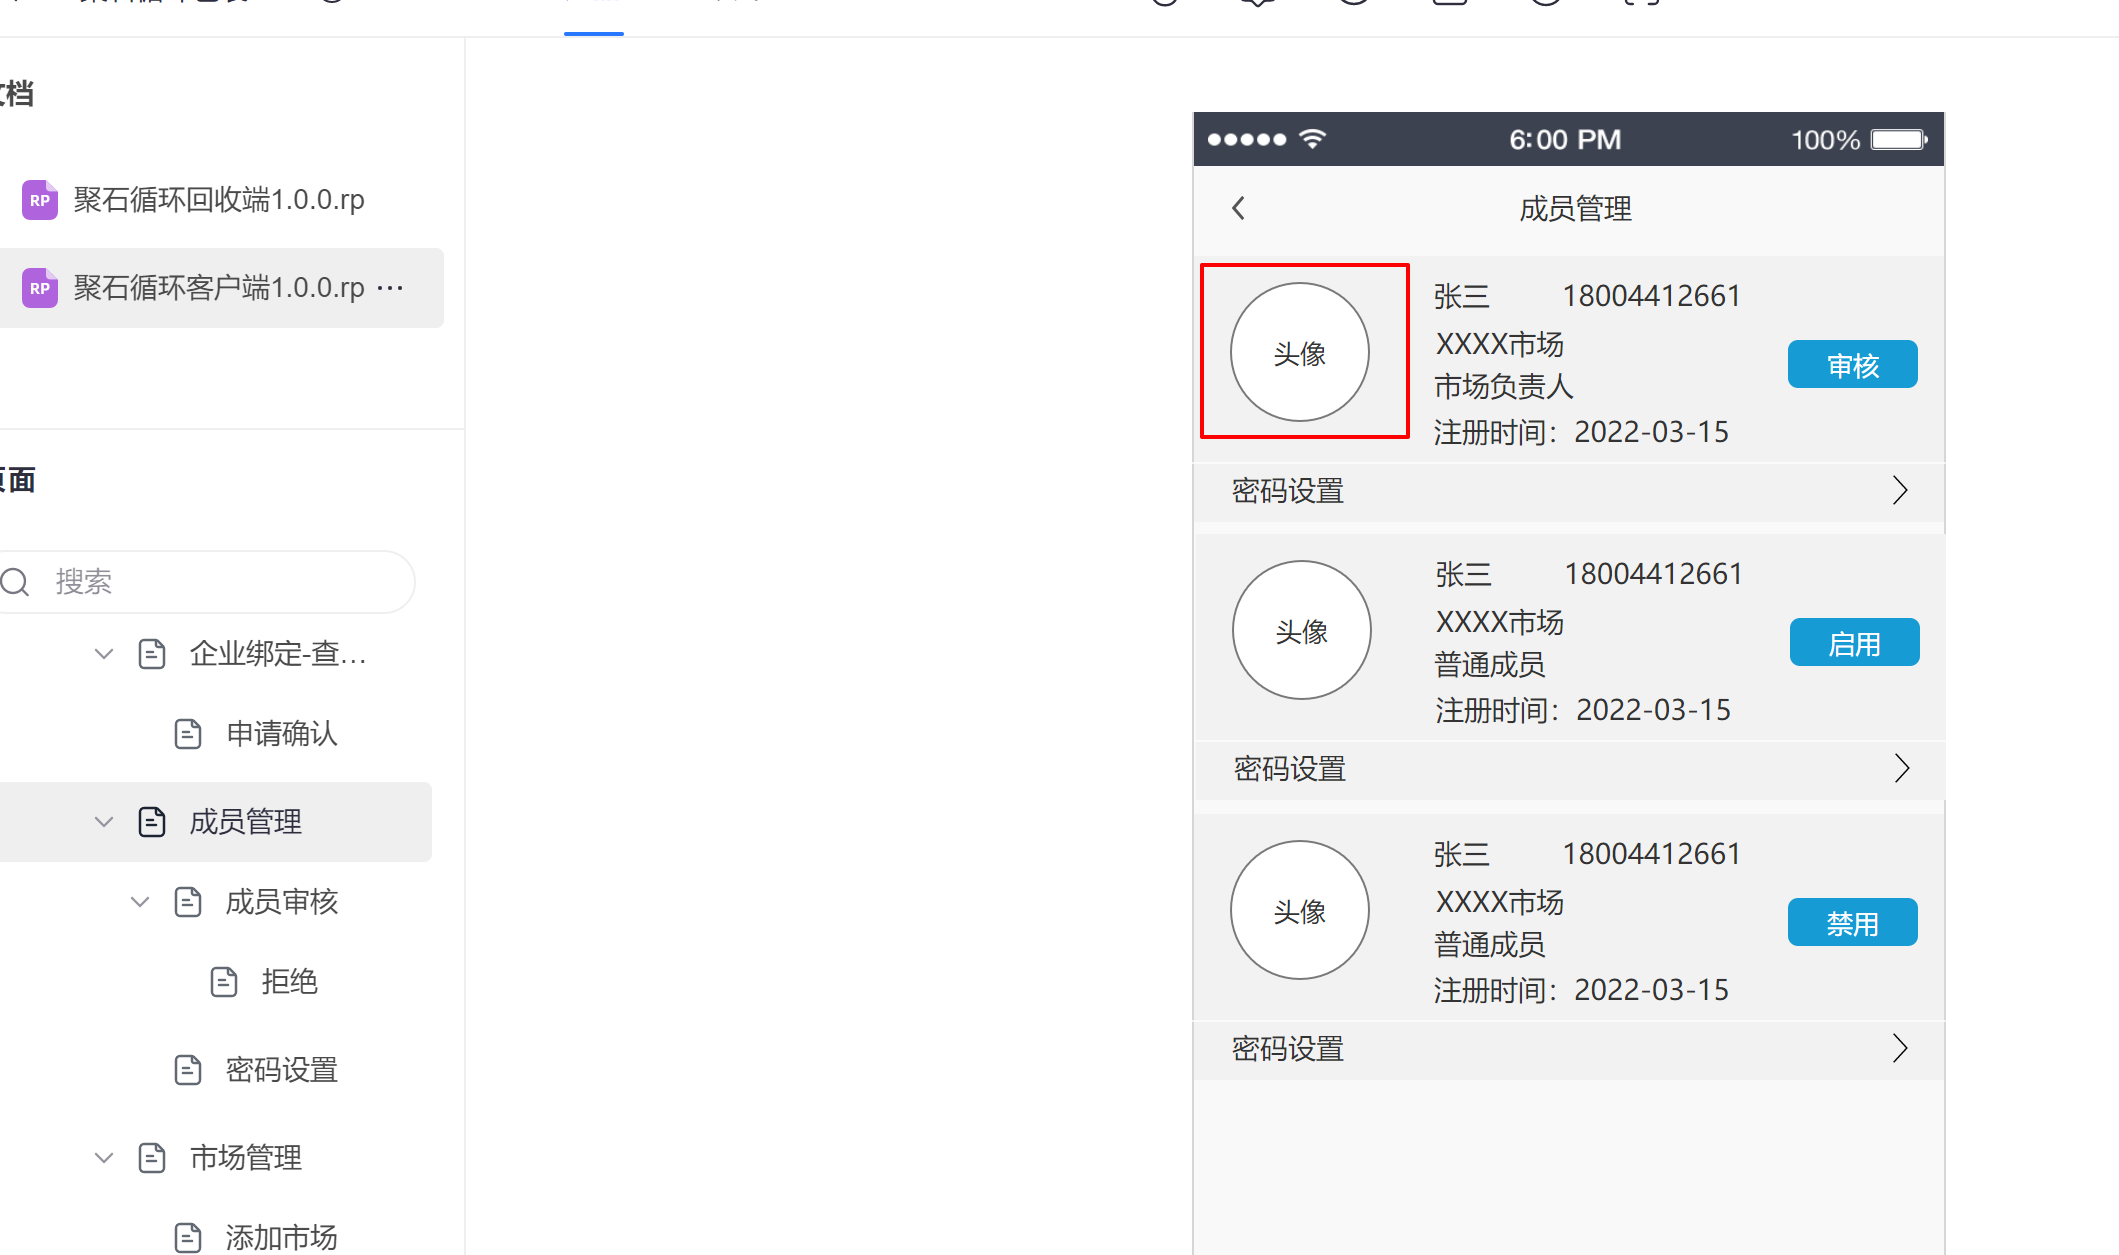 文档
RP 聚石循环回收端1.0.0.rp
RP 聚石循环客户端1.0.0.rp ···
页面
搜索
企业绑定-查...
申请确认
成员管理
成员审核
拒绝
密码设置
市场管理
添加市场
6:00 PM
100%
成员管理
头像
张三 18004412661
XXXX市场
市场负责人
注册时间：2022-03-15
审核
密码设置
头像
张三 18004412661
XXXX市场
普通成员
注册时间：2022-03-15
启用
密码设置
头像
张三 18004412661
XXXX市场
普通成员
注册时间：2022-03-15
禁用
密码设置